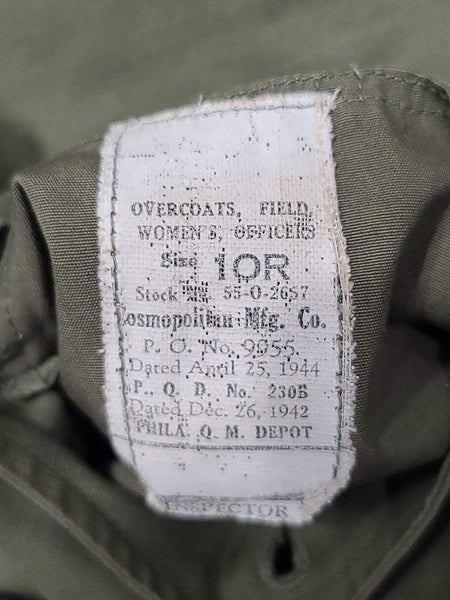 OVERCOATS, FIELD,
WOMEN'S, OFFICERS
Size 10R
Stock No. 55-O-2657
Cosmopolitan Mfg. Co.
P. O. No. 9955
Dated April 25, 1944
P. Q. D. No. 230B
Dated Dec. 26, 1942
PHILA. Q. M. DEPOT
INSPECTOR